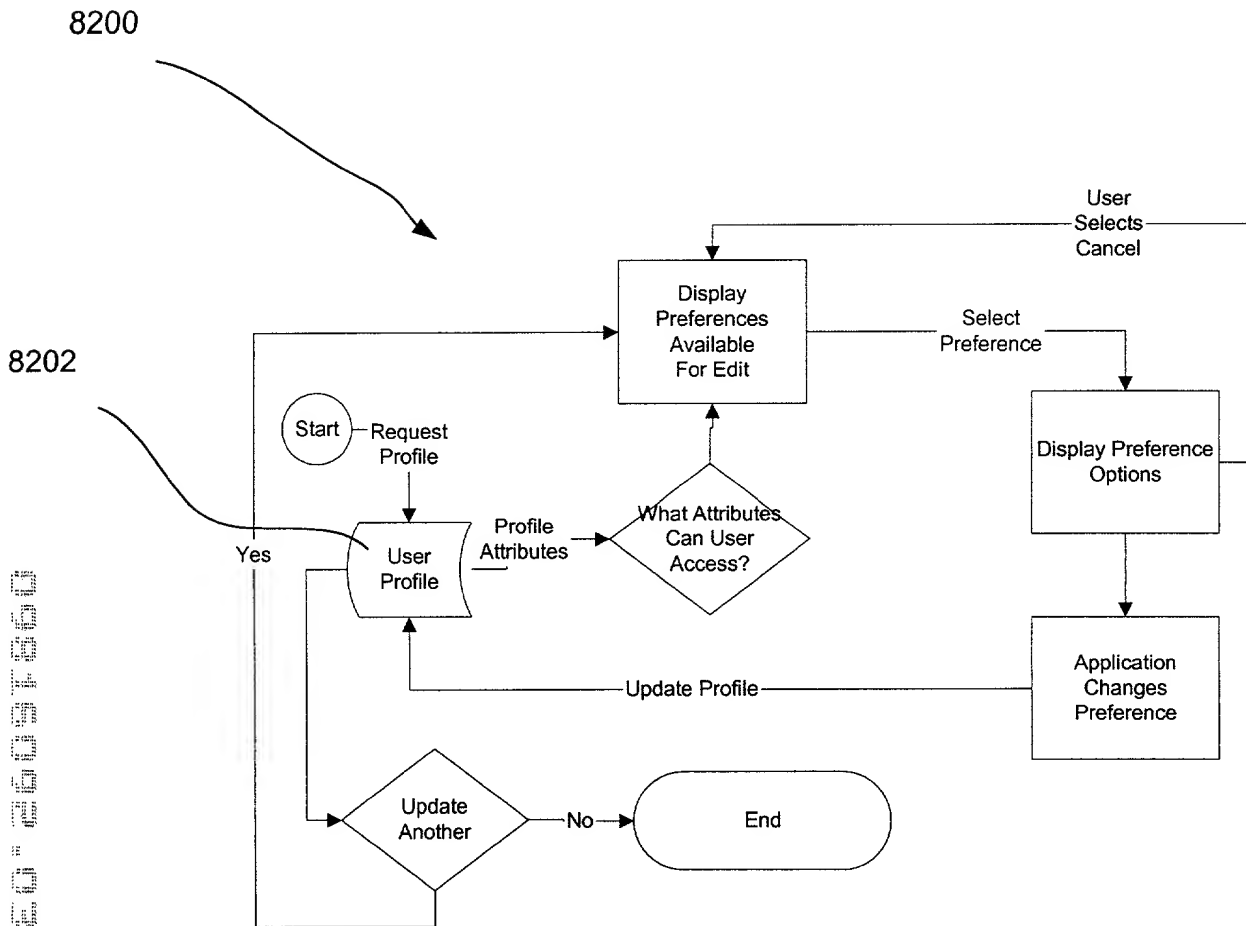 8200
User
Selects
Cancel
Display
Preferences
Available
For Edit
Select
Preference
8202
Start
Request
Profile
Display Preference
Options
What Attributes
Can User
Access?
Profile
Attributes
User
Profile
Yes
Application
Changes
Preference
Update Profile
Update
Another
No
End